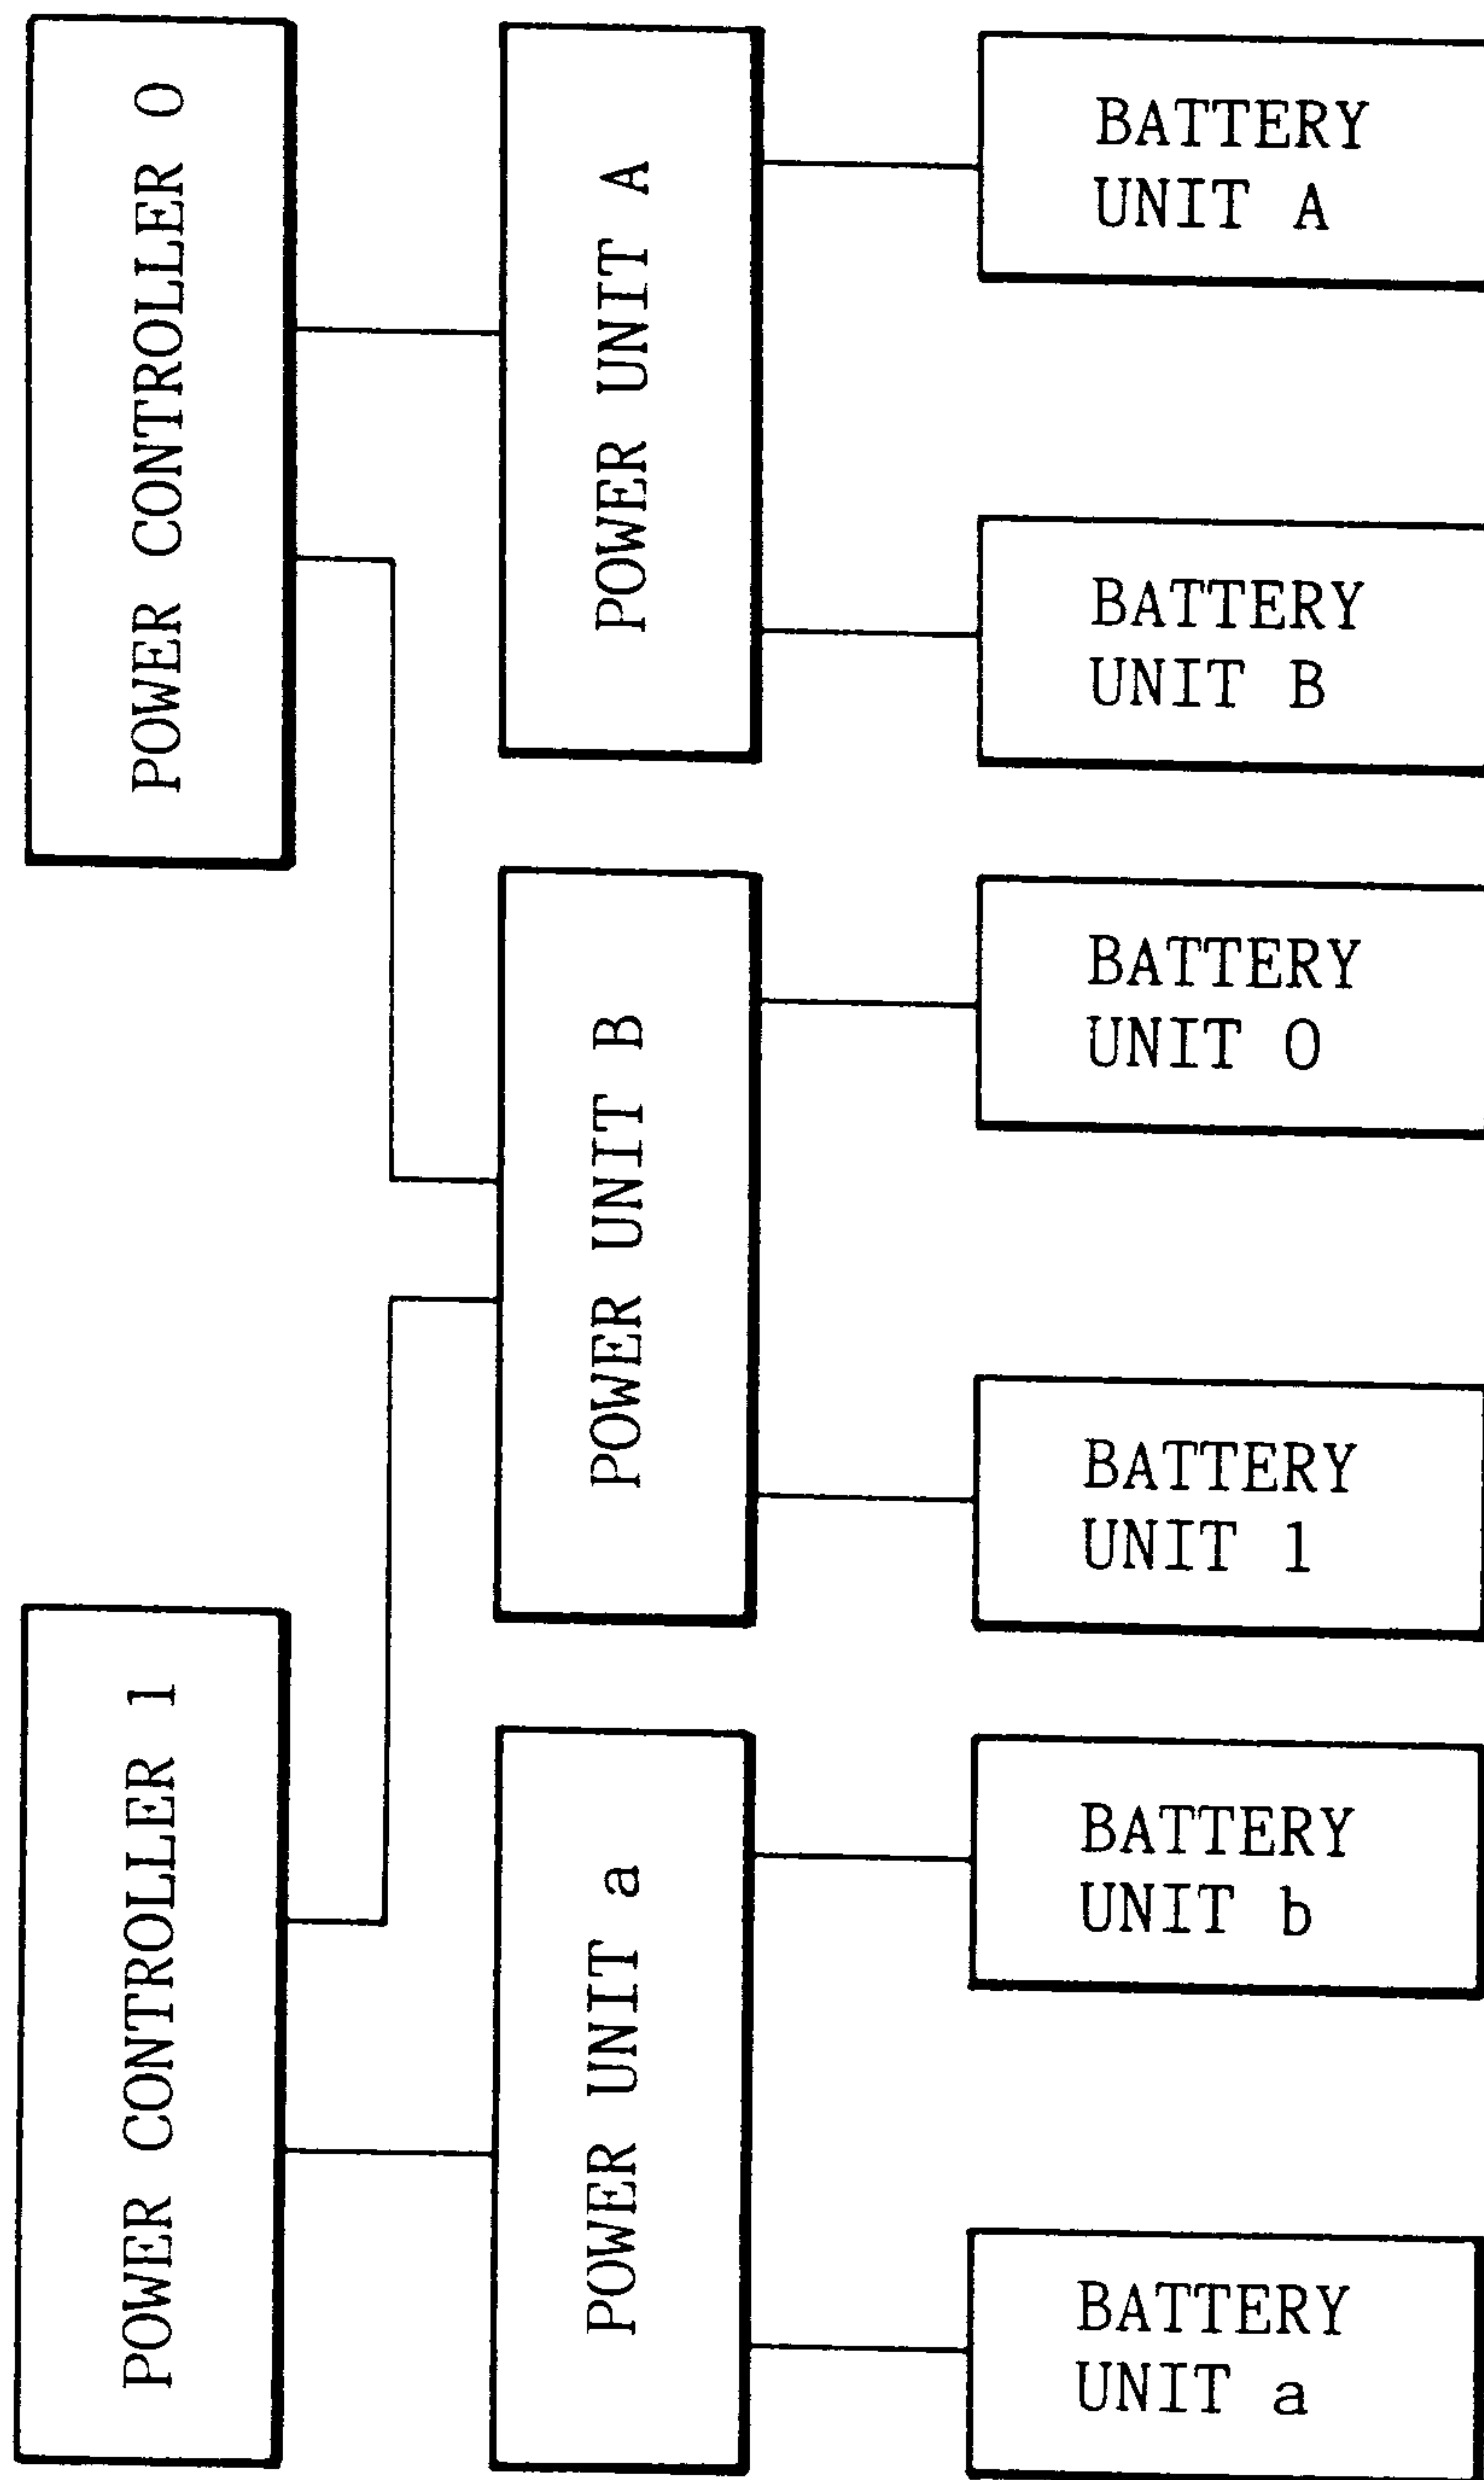 POWER CONTROLLER 0
POWER UNIT A
BATTERY
UNIT A
BATTERY
UNIT B
POWER UNIT B
BATTERY
UNIT 0
BATTERY
UNIT 1
POWER CONTROLLER 1
POWER UNIT a
BATTERY
UNIT b
BATTERY
UNIT a